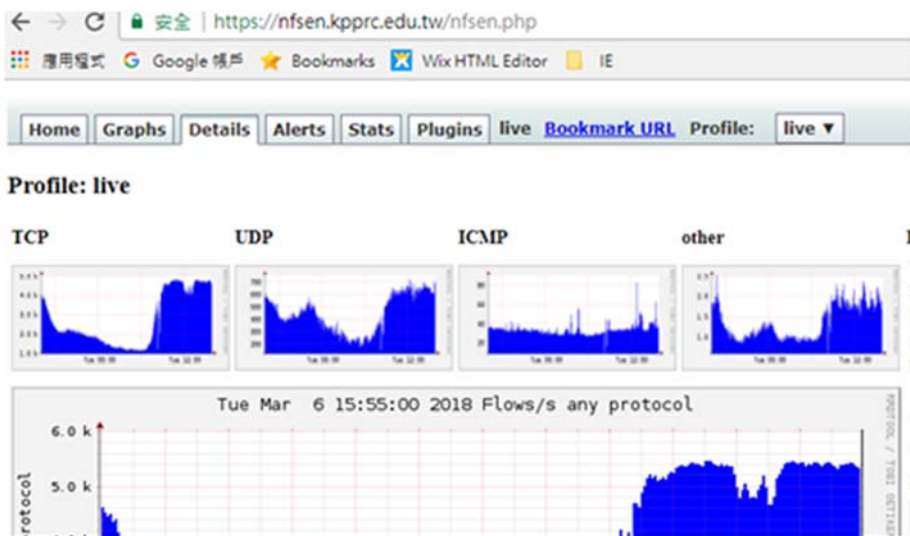 安全 | https://nfsen.kpprc.edu.tw/nfsen.php
應用程式 Google 帳戶 Bookmarks Wix HTML Editor IE
Home Graphs Details Alerts Stats Plugins live Bookmark URL Profile: live ▼
Profile: live
TCP UDP ICMP other
Tue Mar 6 15:55:00 2018 Flows/s any protocol
6.0 k
5.0 k
rotocol